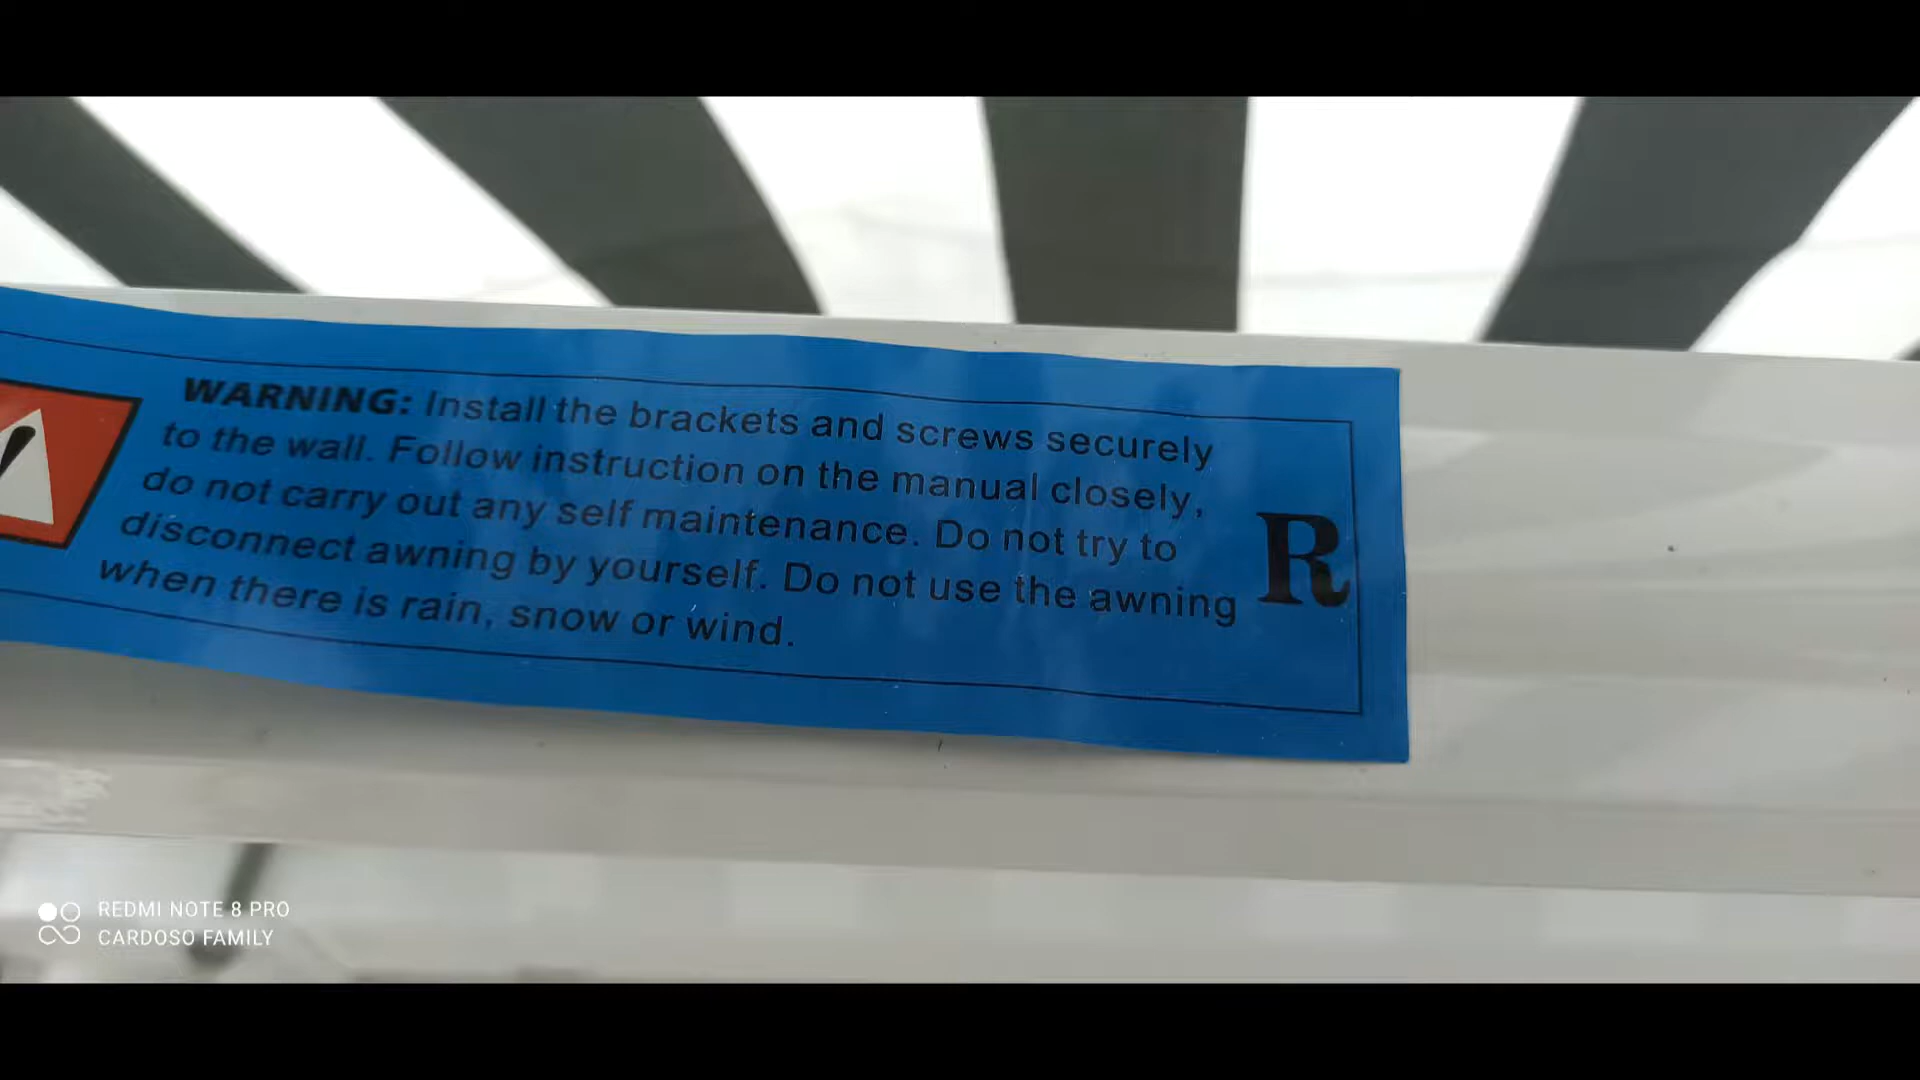 WARNING: Install the brackets and screws securely
to the wall. Follow instruction on the manual closely,
do not carry out any self maintenance. Do not try to
disconnect awning by yourself. Do not use the awning
when there is rain, snow or wind.
R
REDMI NOTE 8 PRO
CARDOSO FAMILY